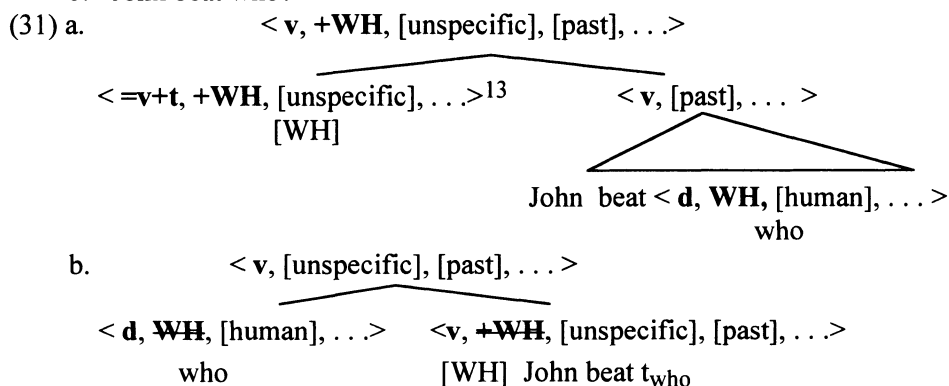 (31) a. < v, +WH, [unspecific], [past], . . .>
< =v+t, +WH, [unspecific], . . .>13 < v, [past], . . . >
[WH]
John beat < d, WH, [human], . . . >
who
b. < v, [unspecific], [past], . . . >
< d, WH, [human], . . .> <v, +WH, [unspecific], [past], . . .>
who [WH] John beat twho